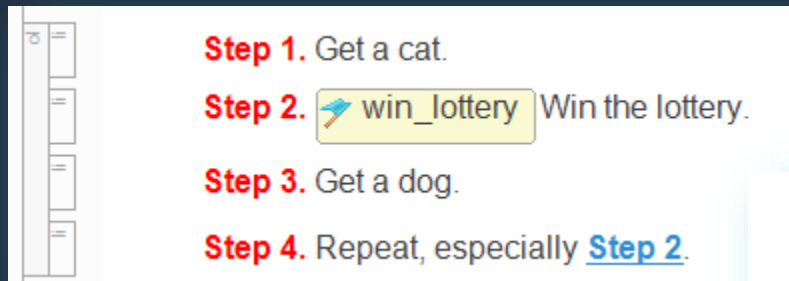 Step 1. Get a cat.
Step 2. win_lottery Win the lottery.
Step 3. Get a dog.
Step 4. Repeat, especially Step 2.